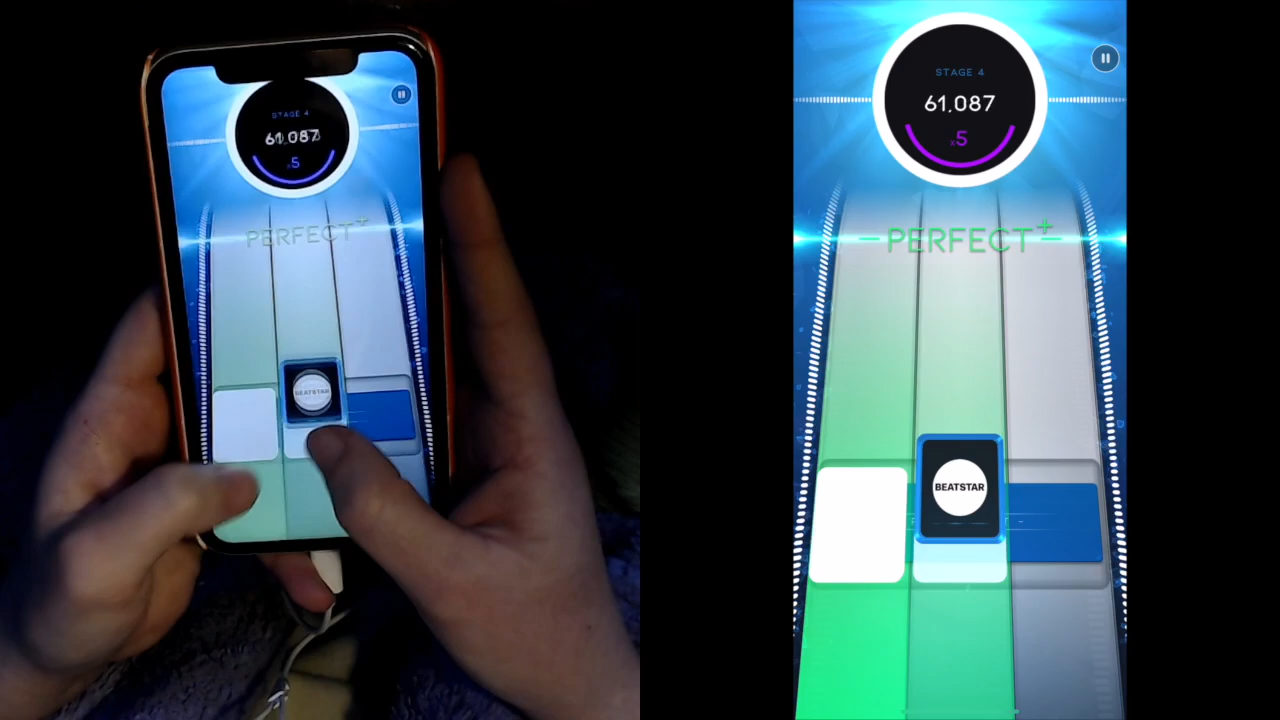 STAGE 4
61,087
x5
PERFECT+
BEATSTAR
STAGE 4
61,087
x5
PERFECT+
BEATSTAR